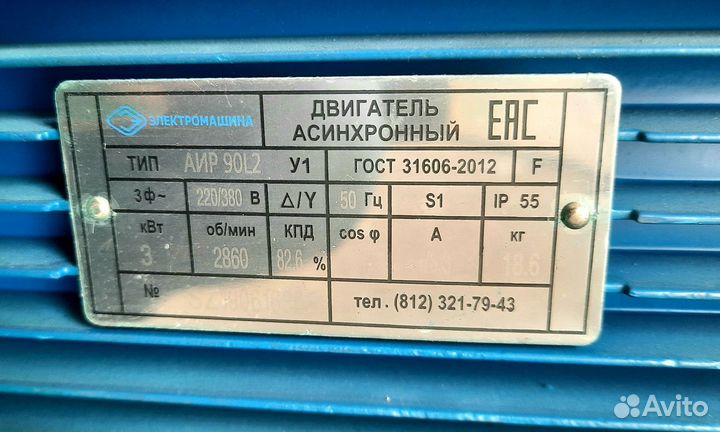 ЭЛЕКТРОМАШИНА
ДВИГАТЕЛЬ
АСИНХРОННЫЙ
EAC
ТИП АИР 90L2 У1 ГОСТ 31606-2012 F
3ф~ 220/380 В Δ/Y 50 Гц S1 IP 55
кВт об/мин КПД cos φ А кг
3 2860 82.6 % 18.6
№ тел. (812) 321-79-43
Avito